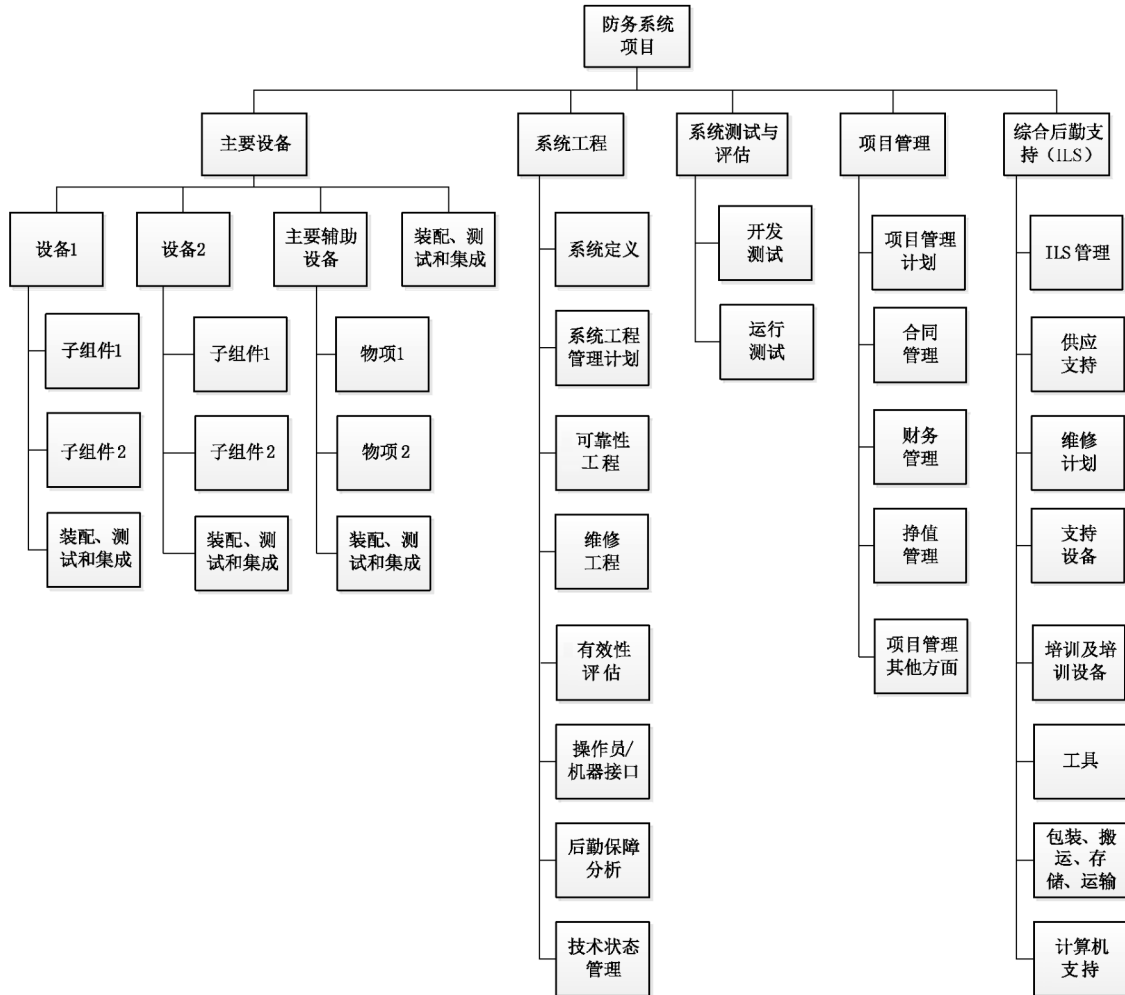 防务系统
项目
主要设备
系统工程
系统测试与
评估
项目管理
综合后勤支
持（ILS）
设备1
设备2
主要辅助
设备
装配、测
试和集成
子组件1
子组件2
装配、测
试和集成
子组件1
子组件2
装配、测
试和集成
物项1
物项2
装配、测
试和集成
系统定义
系统工程
管理计划
可靠性
工程
维修
工程
有效性
评估
操作员/
机器接口
后勤保障
分析
技术状态
管理
开发
测试
运行
测试
项目管理
计划
合同
管理
财务
管理
挣值
管理
项目管理
其他方面
ILS管理
供应
支持
维修
计划
支持
设备
培训及培
训设备
工具
包装、搬
运、存
储、运输
计算机
支持